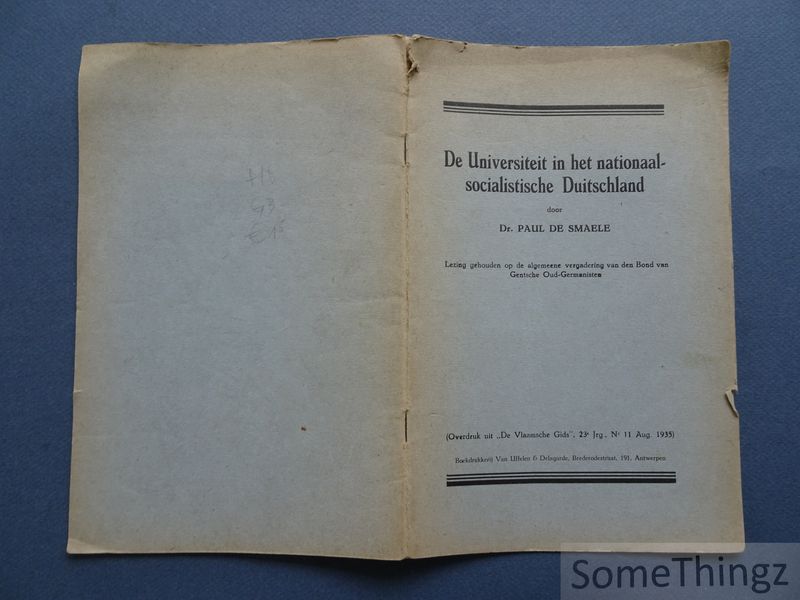 De Universiteit in het nationaal-
socialistische Duitschland
door
Dr. PAUL DE SMAELE
Lezing gehouden op de algemeene vergadering van den Bond van
Gentsche Oud-Germanisten
(Overdruk uit „De Vlaamsche Gids", 23e Jrg., Nr 11 Aug. 1935)
Boekdrukkerij Van Uffelen & Delagarde, Brederodestraat, 191, Antwerpen
SomeThingz